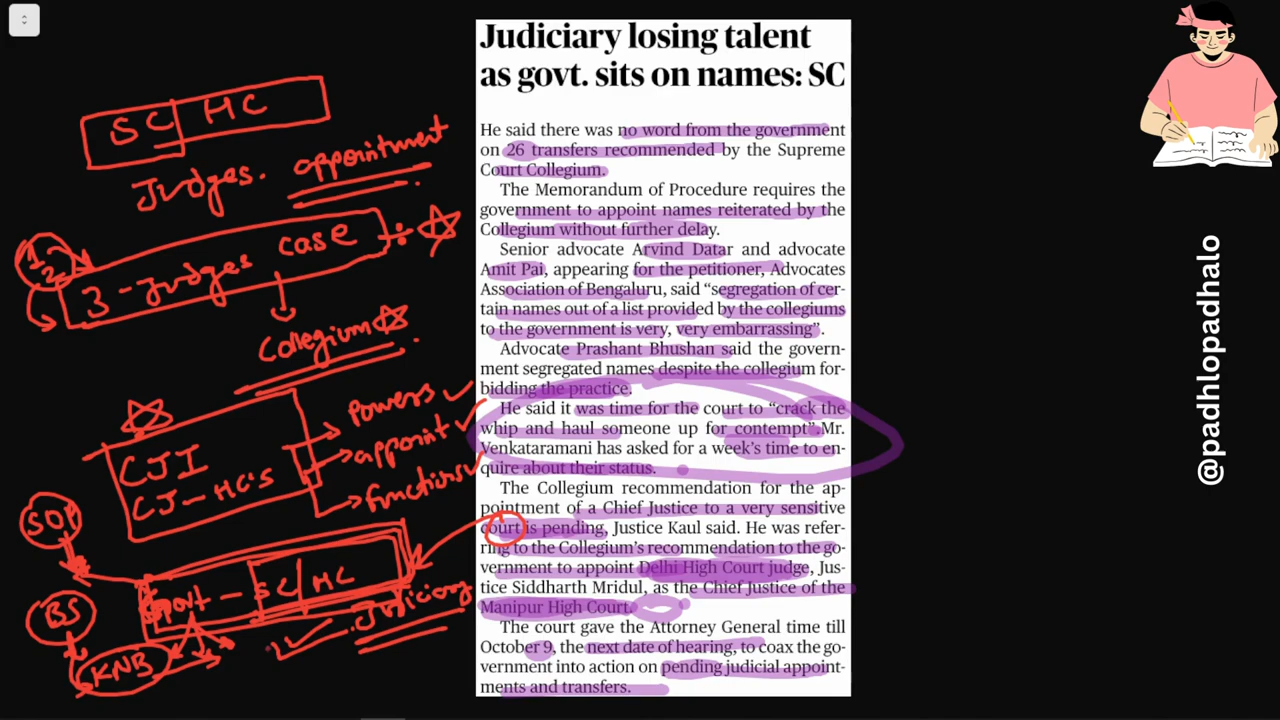 Judiciary losing talent
as govt. sits on names: SC
He said there was no word from the government
on 26 transfers recommended by the Supreme
Court Collegium.
The Memorandum of Procedure requires the
government to appoint names reiterated by the
Collegium without further delay.
Senior advocate Arvind Datar and advocate
Amit Pai, appearing for the petitioner, Advocates
Association of Bengaluru, said “segregation of cer-
tain names out of a list provided by the collegiums
to the government is very, very embarrassing”.
Advocate Prashant Bhushan said the govern-
ment segregated names despite the collegium for-
bidding the practice.
He said it was time for the court to “crack the
whip and haul someone up for contempt”. Mr.
Venkataramani has asked for a week’s time to en-
quire about their status.
The Collegium recommendation for the ap-
pointment of a Chief Justice to a very sensitive
court is pending, Justice Kaul said. He was refer-
ring to the Collegium’s recommendation to the go-
vernment to appoint Delhi High Court judge, Jus-
tice Siddharth Mridul, as the Chief Justice of the
Manipur High Court.
The court gave the Attorney General time till
October 9, the next date of hearing, to coax the go-
vernment into action on pending judicial appoint-
ments and transfers.
SC HC
Judges. appointment
1
2
3-Judges case
Collegium
CJI
CJ-HC's
powers
appoint
functions
SOP
SC/HC
Judiciary
BS
KNB
@padhlopadhalo